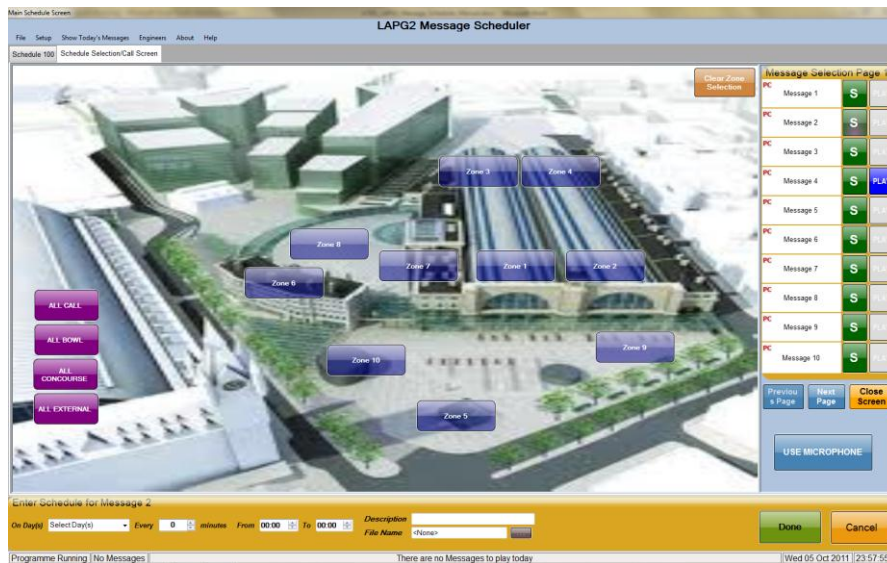 Main Schedule Screen
LAPG2 Message Scheduler
File Setup Show Today's Messages Engineers About Help
Schedule 100 Schedule Selection/Call Screen
Clear Zone
Selection
Message Selection Page 1
PC Message 1 S
PC Message 2 S
PC Message 3 S
PC Message 4 S PLAY
PC Message 5 S
PC Message 6 S
PC Message 7 S
PC Message 8 S
PC Message 9 S
PC Message 10 S
Zone 3 Zone 4
Zone 8
Zone 7 Zone 1 Zone 2
Zone 6
Zone 9
Zone 10
Zone 5
ALL CALL
ALL BOWL
ALL
CONCOURSE
ALL EXTERNAL
Previou
s Page
Next
Page
Close
Screen
USE MICROPHONE
Enter Schedule for Message 2
On Day(s) Select Day(s) Every 0 minutes From 00:00 To 00:00
Description
File Name <None>
Done Cancel
Programme Running No Messages There are no Messages to play today Wed 05 Oct 2011 23:57:55